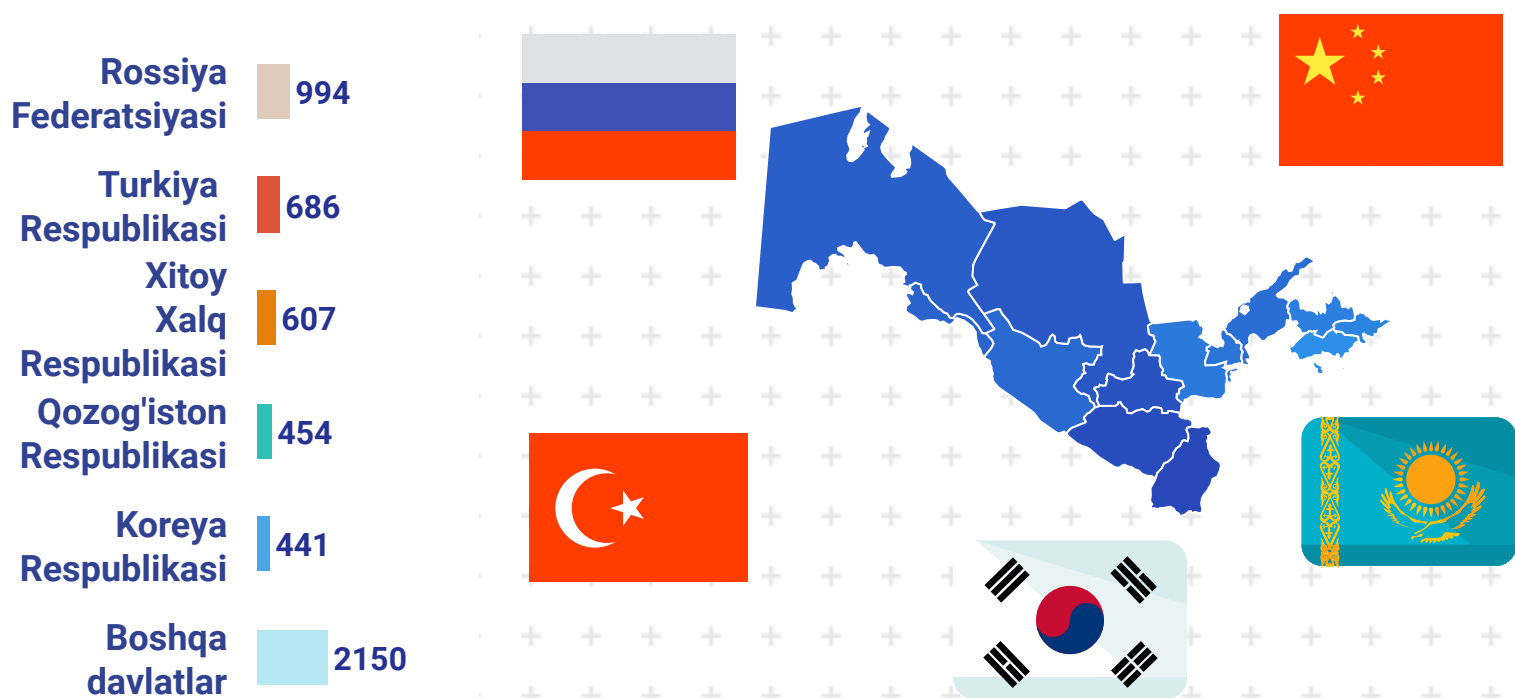 Rossiya
Federatsiyasi
994
Turkiya
Respublikasi
686
Xitoy
Xalq
Respublikasi
607
Qozog'iston
Respublikasi
454
Koreya
Respublikasi
441
Boshqa
davlatlar
2150